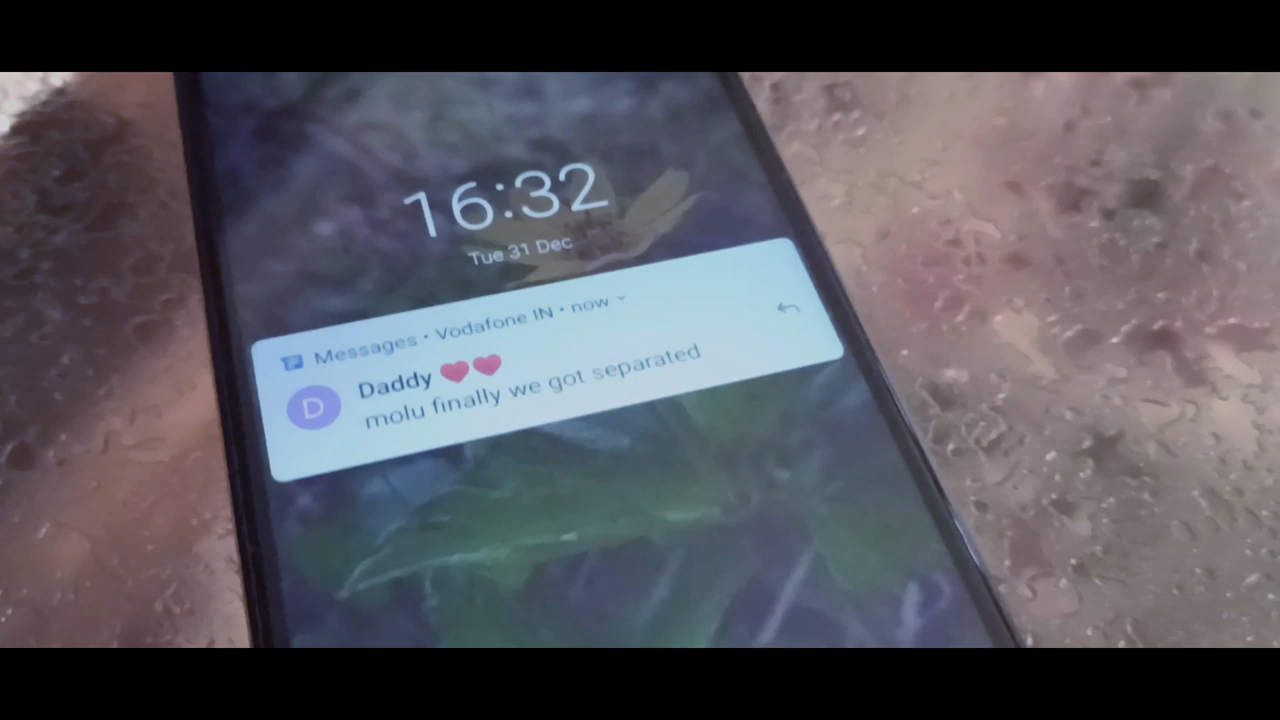 16:32
Tue 31 Dec
Messages • Vodafone IN • now
Daddy ❤️❤️
D
molu finally we got separated